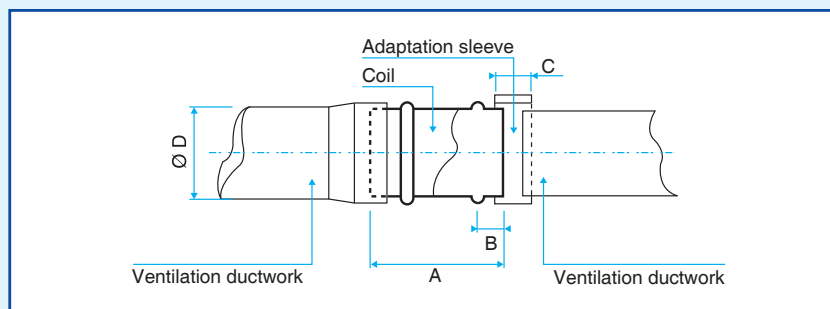 Adaptation sleeve
C
Coil
Ø D
B
A
Ventilation ductwork
Ventilation ductwork